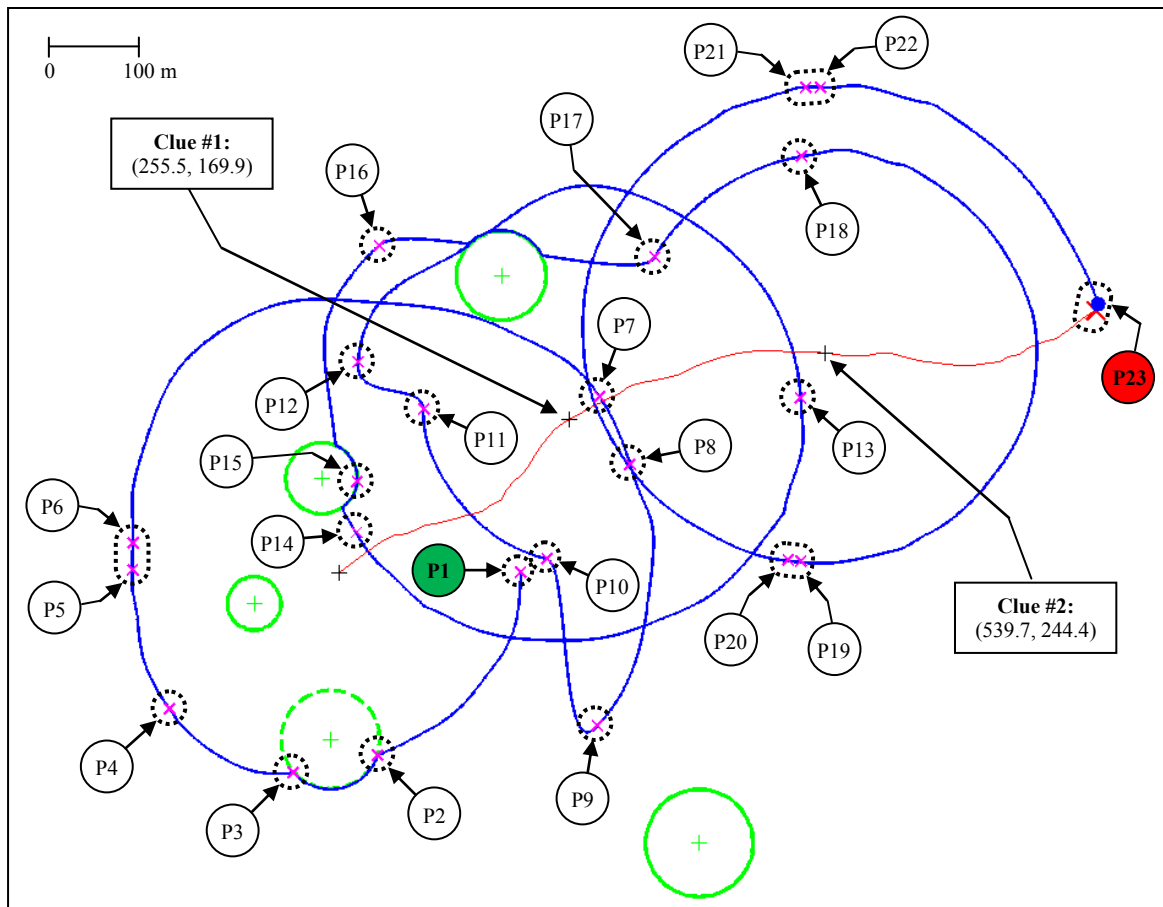 P22
P21
0
100 m
P17
Clue #1:
(255.5, 169.9)
P16
P18
P7
P23
P12
P11
P8
P13
P15
P6
P14
P1
P10
P5
Clue #2:
(539.7, 244.4)
P20
P19
P4
P9
P3
P2